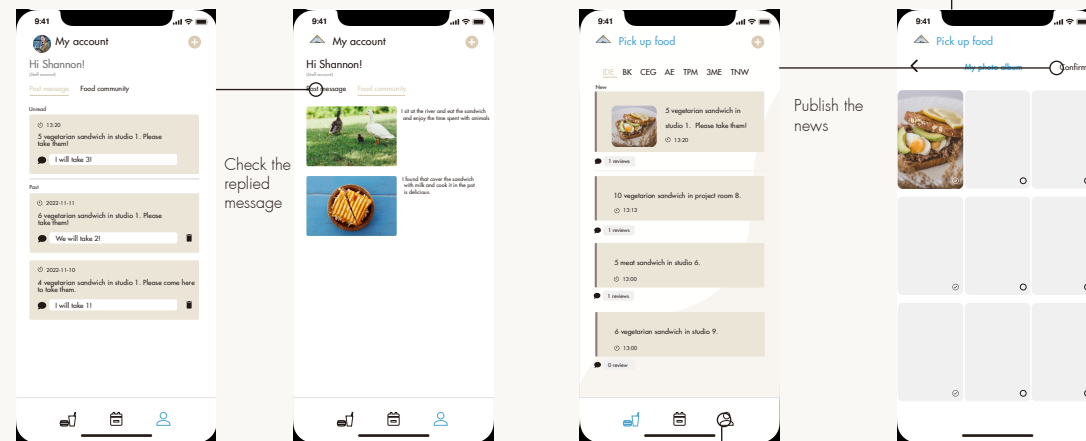 9:41
My account
Hi Shannon!
(Staff account)
Post message Food community
Unread
13:20
5 vegetarian sandwich in studio 1. Please
take them!
I will take 3!
Past
2022-11-11
6 vegetarian sandwich in studio 1. Please
take them!
We will take 2!
2022-11-10
4 vegetarian sandwich in studio 1. Please come here
to take them.
I will take 1!
Check the
replied
message
9:41
My account
Hi Shannon!
(Staff account)
Post message Food community
I sit at the river and eat the sandwich
and enjoy the time spent with animals
I found that cover the sandwich
with milk and cook it in the pot
is delicious.
9:41
Pick up food
IDE BK CEG AE TPM 3ME TNW
New
5 vegetarian sandwich in
studio 1. Please take them!
13:20
1 reviews
10 vegetarian sandwich in project room 8.
13:13
1 reviews
5 meat sandwich in studio 6.
13:00
1 reviews
6 vegetarian sandwich in studio 9.
13:00
0 review
Publish the
news
9:41
Pick up food
My photo album
Confirm